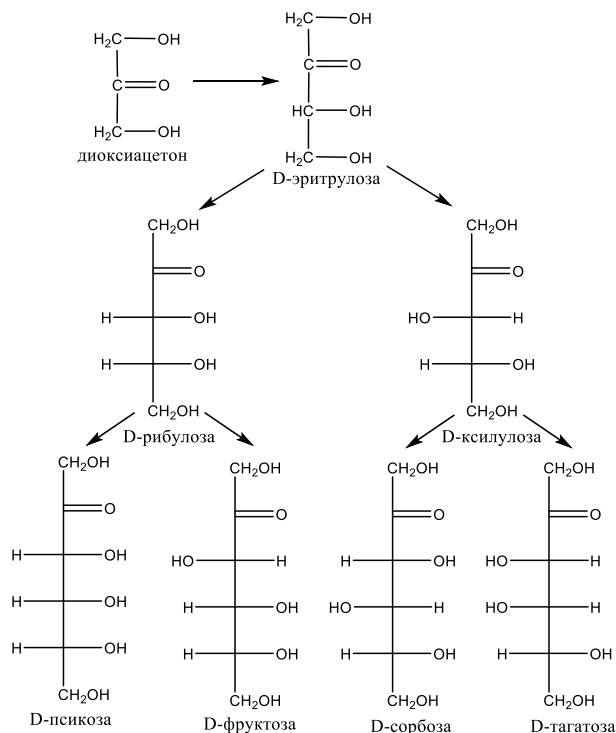 H₂C—OH
H₂C—OH
C=O
C=O
HC—OH
H₂C—OH
H₂C—OH
диоксиацетон
D-эритрулоза
CH₂OH
CH₂OH
O
O
H OH
HO H
H OH
H OH
CH₂OH
CH₂OH
D-рибулоза
D-ксилулоза
CH₂OH
CH₂OH
CH₂OH
CH₂OH
O
O
O
O
H OH
HO H
H OH
HO H
H OH
H OH
HO H
HO H
H OH
H OH
H OH
H OH
CH₂OH
CH₂OH
CH₂OH
CH₂OH
D-псикоза
D-фруктоза
D-сорбоза
D-тагатоза